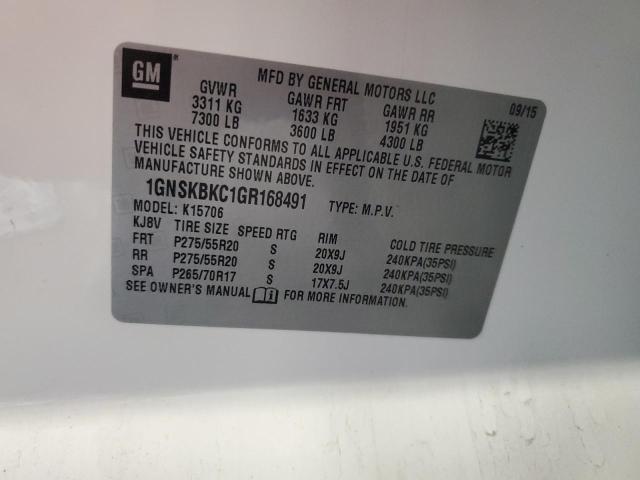 GM®
MFD BY GENERAL MOTORS LLC
09/15
GVWR GAWR FRT GAWR RR
3311 KG 1633 KG 1951 KG
7300 LB 3600 LB 4300 LB
THIS VEHICLE CONFORMS TO ALL APPLICABLE U.S. FEDERAL MOTOR
VEHICLE SAFETY STANDARDS IN EFFECT ON THE DATE OF
MANUFACTURE SHOWN ABOVE.
1GNSKBKC1GR168491 TYPE: M.P.V.
MODEL: K15706
KJ8V TIRE SIZE SPEED RTG RIM COLD TIRE PRESSURE
FRT P275/55R20 S 20X9J 240KPA(35PSI)
RR P275/55R20 S 20X9J 240KPA(35PSI)
SPA P265/70R17 S 17X7.5J 240KPA(35PSI)
SEE OWNER'S MANUAL FOR MORE INFORMATION.